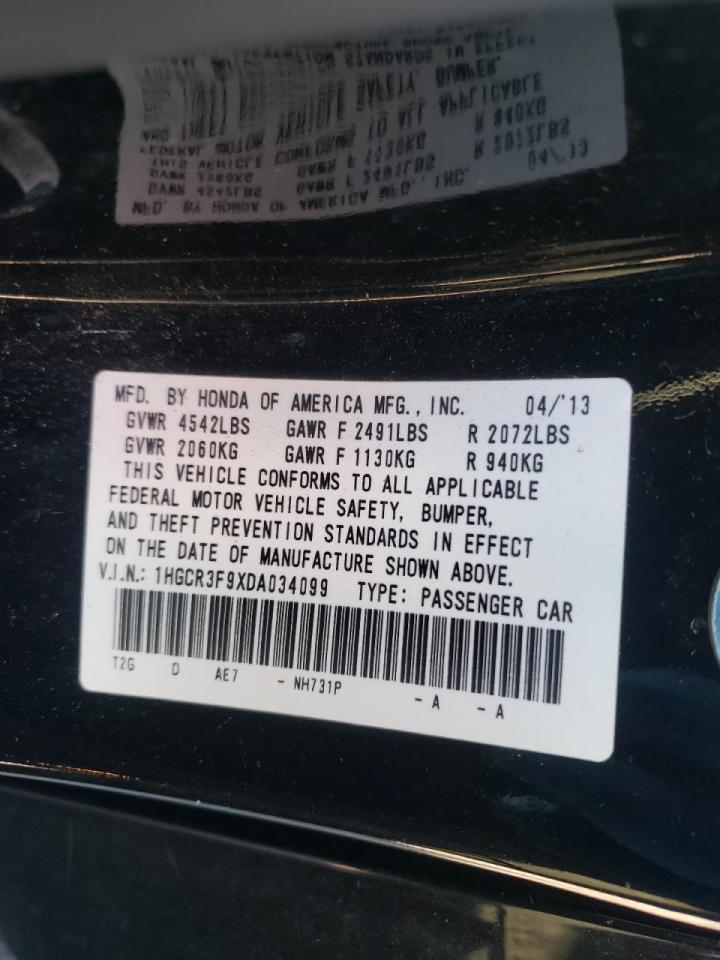 MFD. BY HONDA OF AMERICA MFG., INC. 04/'13
GVWR 4542LBS GAWR F 2491LBS R 2072LBS
GVWR 2060KG GAWR F 1130KG R 940KG
THIS VEHICLE CONFORMS TO ALL APPLICABLE
FEDERAL MOTOR VEHICLE SAFETY, BUMPER,
AND THEFT PREVENTION STANDARDS IN EFFECT
ON THE DATE OF MANUFACTURE SHOWN ABOVE.
V.I.N.: 1HGCR3F9XDA034099 TYPE: PASSENGER CAR
T2G D AE7 - NH731P - A - A